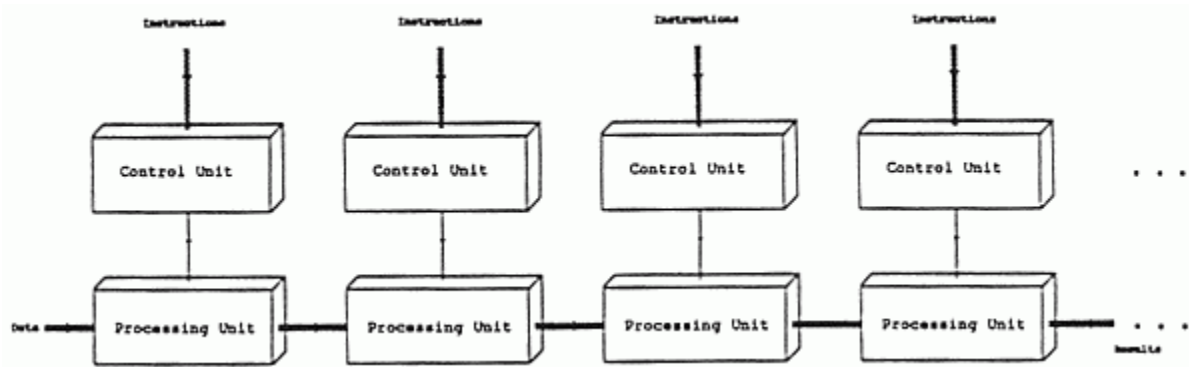 Instructions Instructions Instructions Instructions
Control Unit Control Unit Control Unit Control Unit
. . .
Data Processing Unit Processing Unit Processing Unit Processing Unit
. . .
Results